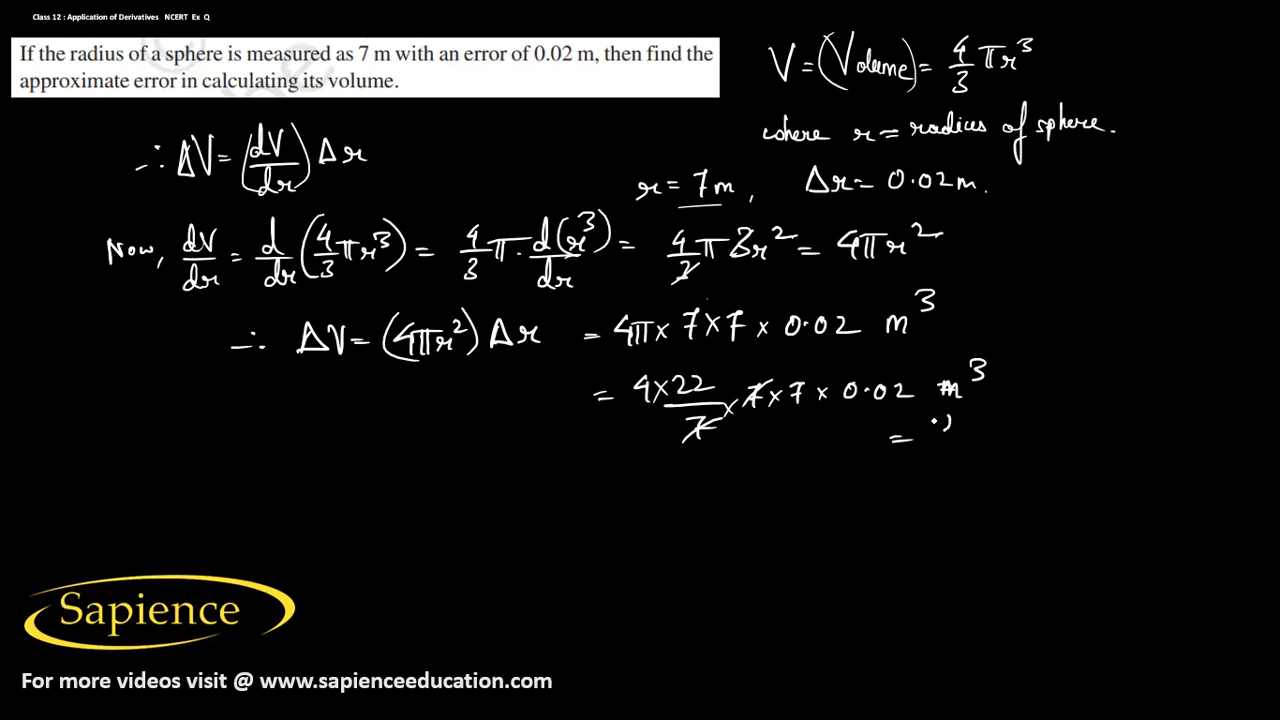 Class 12 : Application of Derivatives NCERT Ex Q
If the radius of a sphere is measured as 7 m with an error of 0.02 m, then find the
approximate error in calculating its volume.
V = (Volume) = 4/3 πr³
where r = radius of sphere.
r = 7m, Δr = 0.02m.
∴ ΔV = (dV/dr) Δr
Now, dV/dr = d/dr (4/3 πr³) = 4/3 π · d(r³)/dr = 4/3 π 3r² = 4πr²
∴ ΔV = (4πr²) Δr = 4π × 7 × 7 × 0.02 m³
= 4×22/7 × 7 × 7 × 0.02 m³
=
Sapience
For more videos visit @ www.sapienceeducation.com